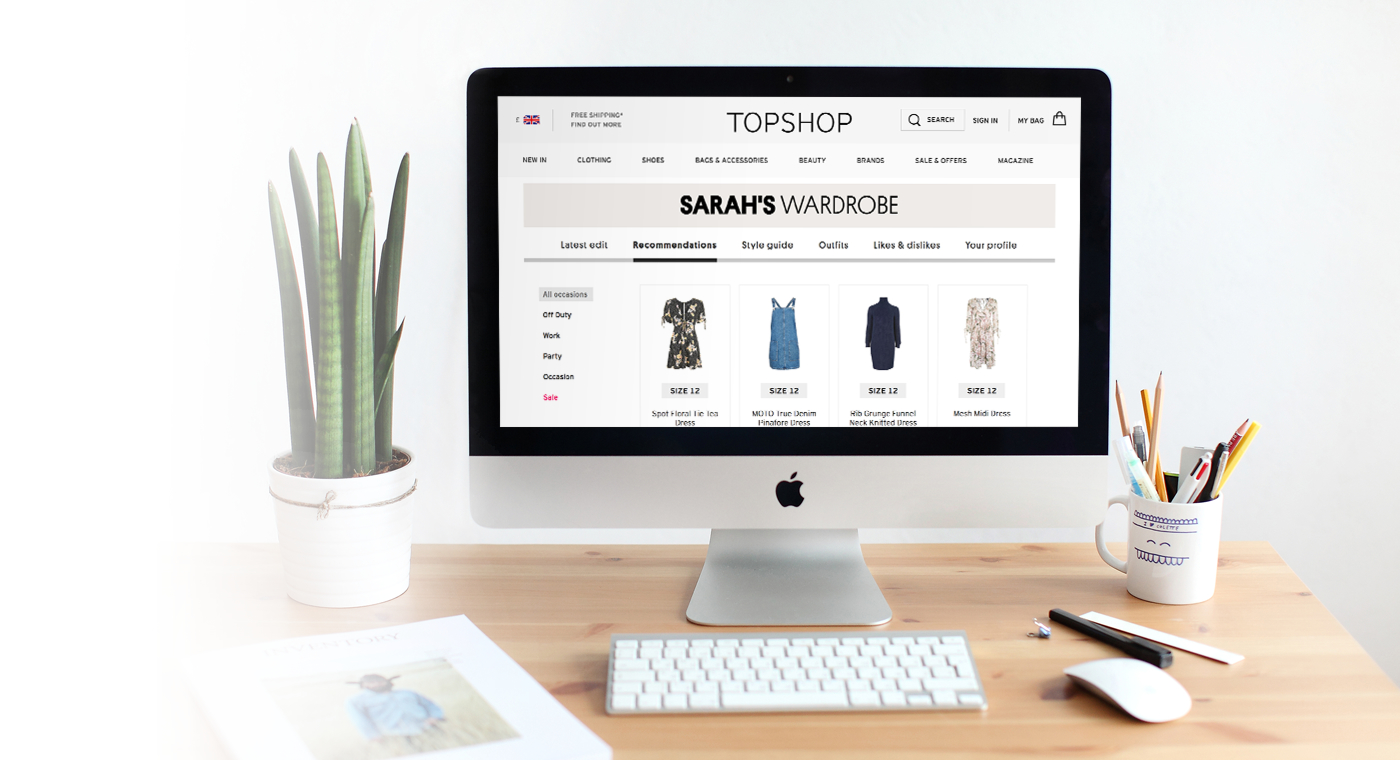 £
FREE SHIPPING*
FIND OUT MORE
TOPSHOP
SEARCH
SIGN IN
MY BAG
NEW IN
CLOTHING
SHOES
BAGS & ACCESSORIES
BEAUTY
BRANDS
SALE & OFFERS
MAGAZINE
SARAH'S WARDROBE
Latest edit
Recommendations
Style guide
Outfits
Likes & dislikes
Your profile
All occasions
Off Duty
Work
Party
Occasion
Sale
SIZE 12
Spot Floral Tie Tea
Dress
SIZE 12
MOTO True Denim
Pinafore Dress
SIZE 12
Rib Grunge Funnel
Neck Knitted Dress
SIZE 12
Mesh Midi Dress
INVENTORY